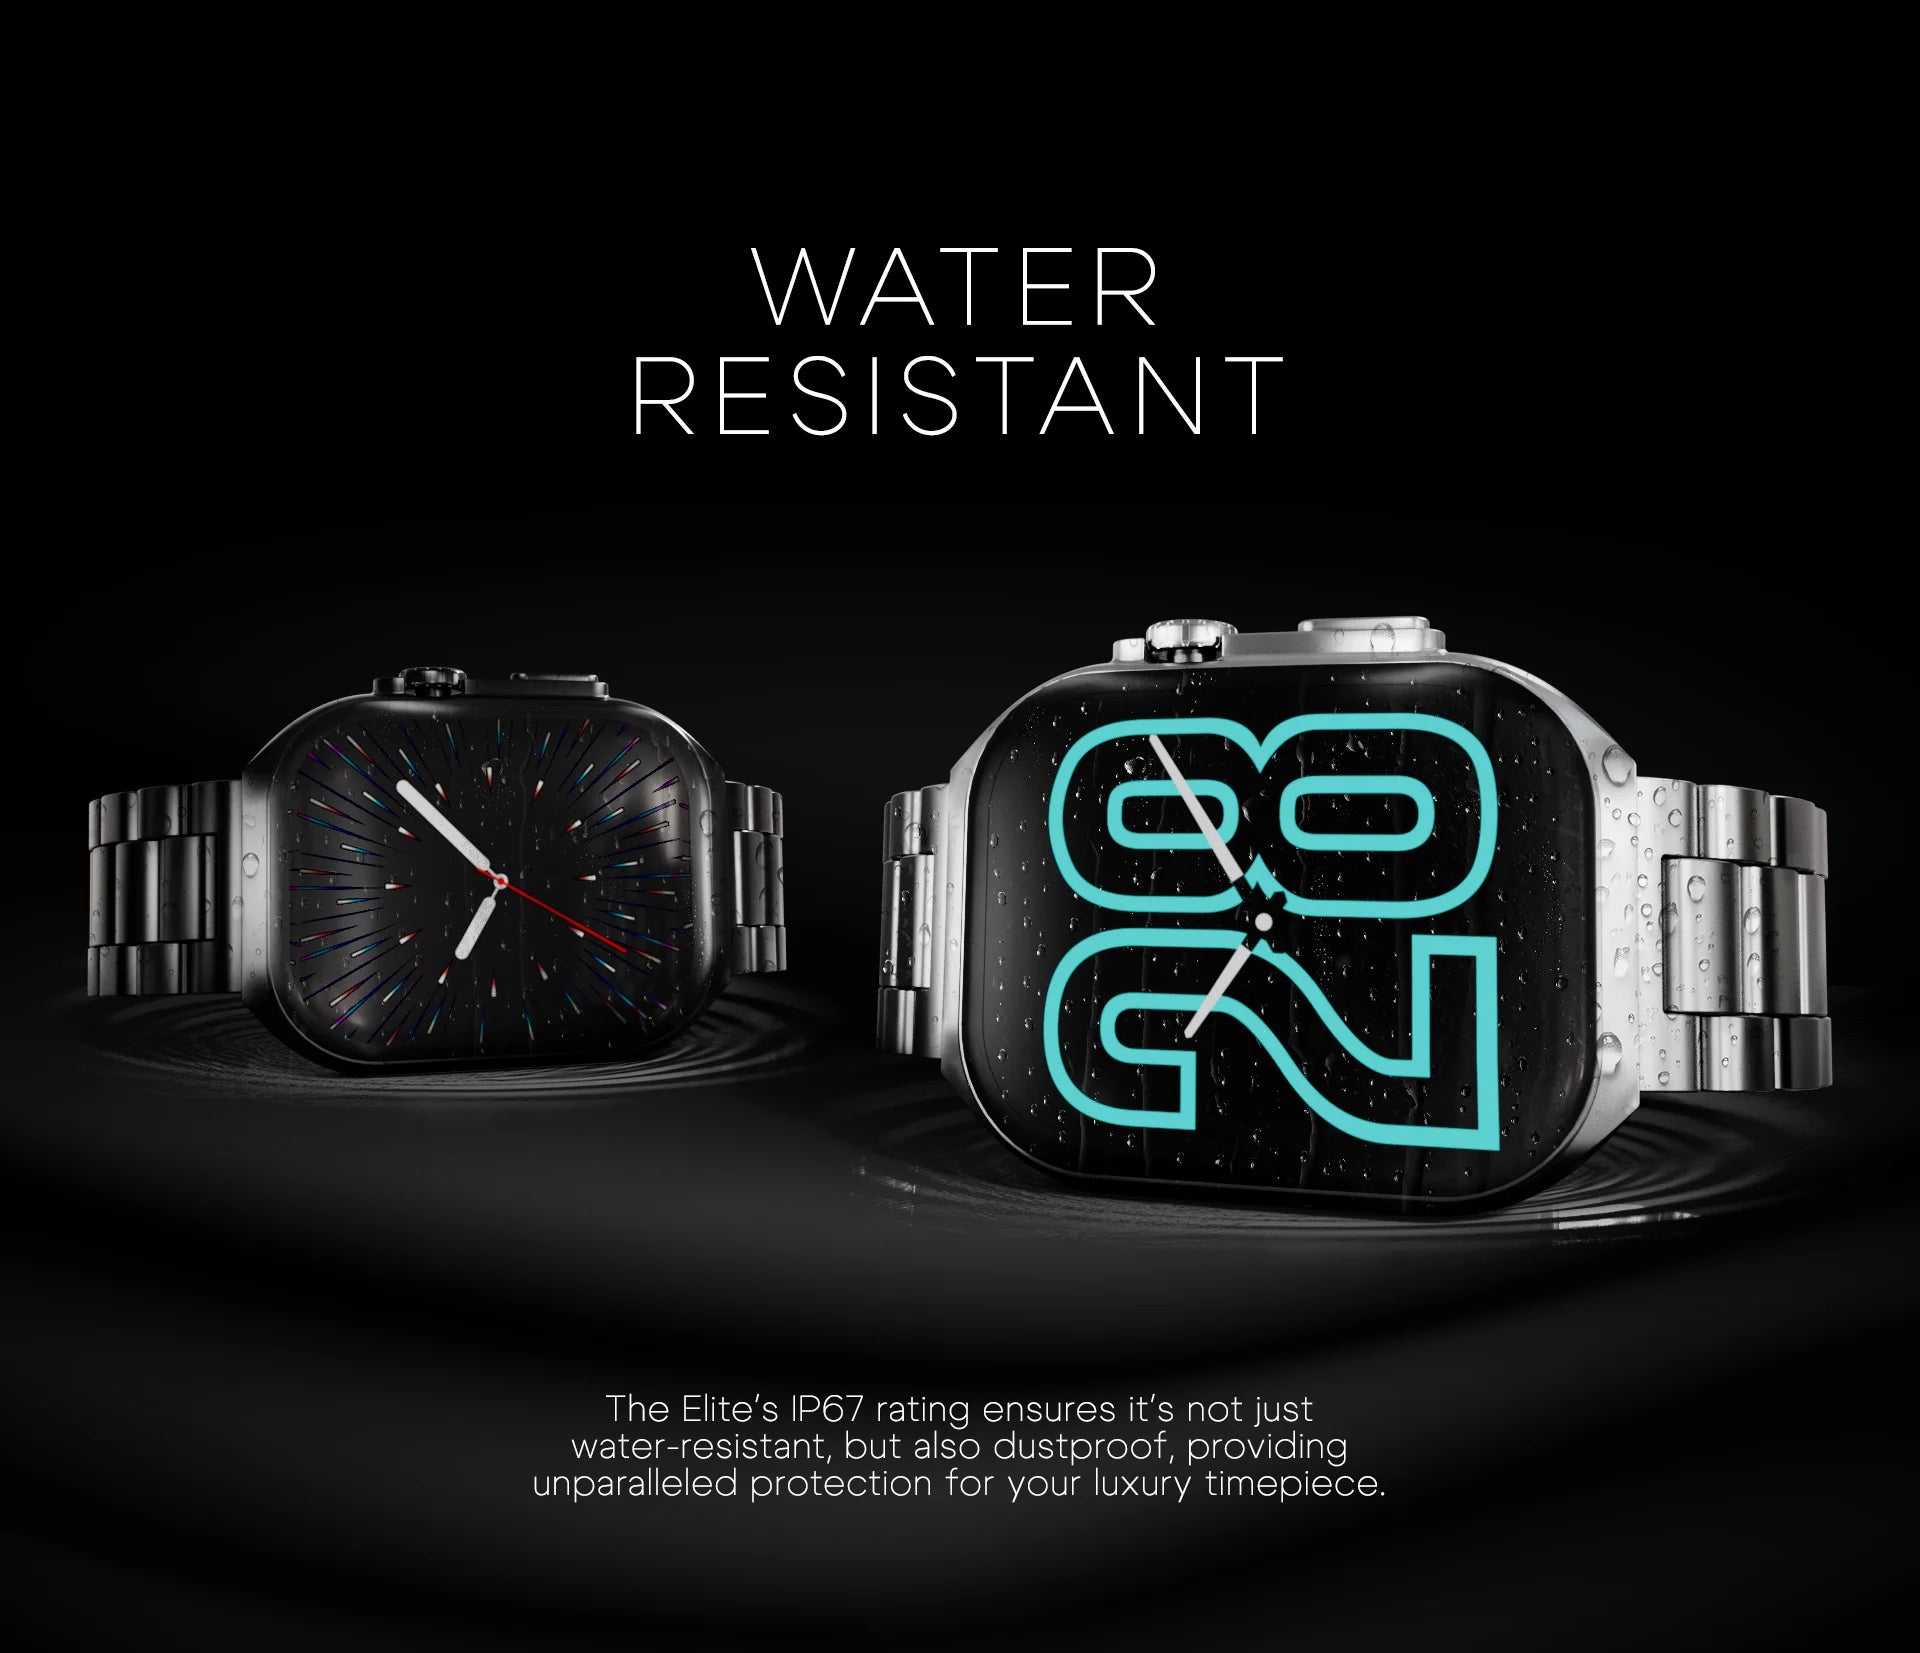 WATER
RESISTANT
28
The Elite's IP67 rating ensures it's not just
water-resistant, but also dustproof, providing
unparalleled protection for your luxury timepiece.